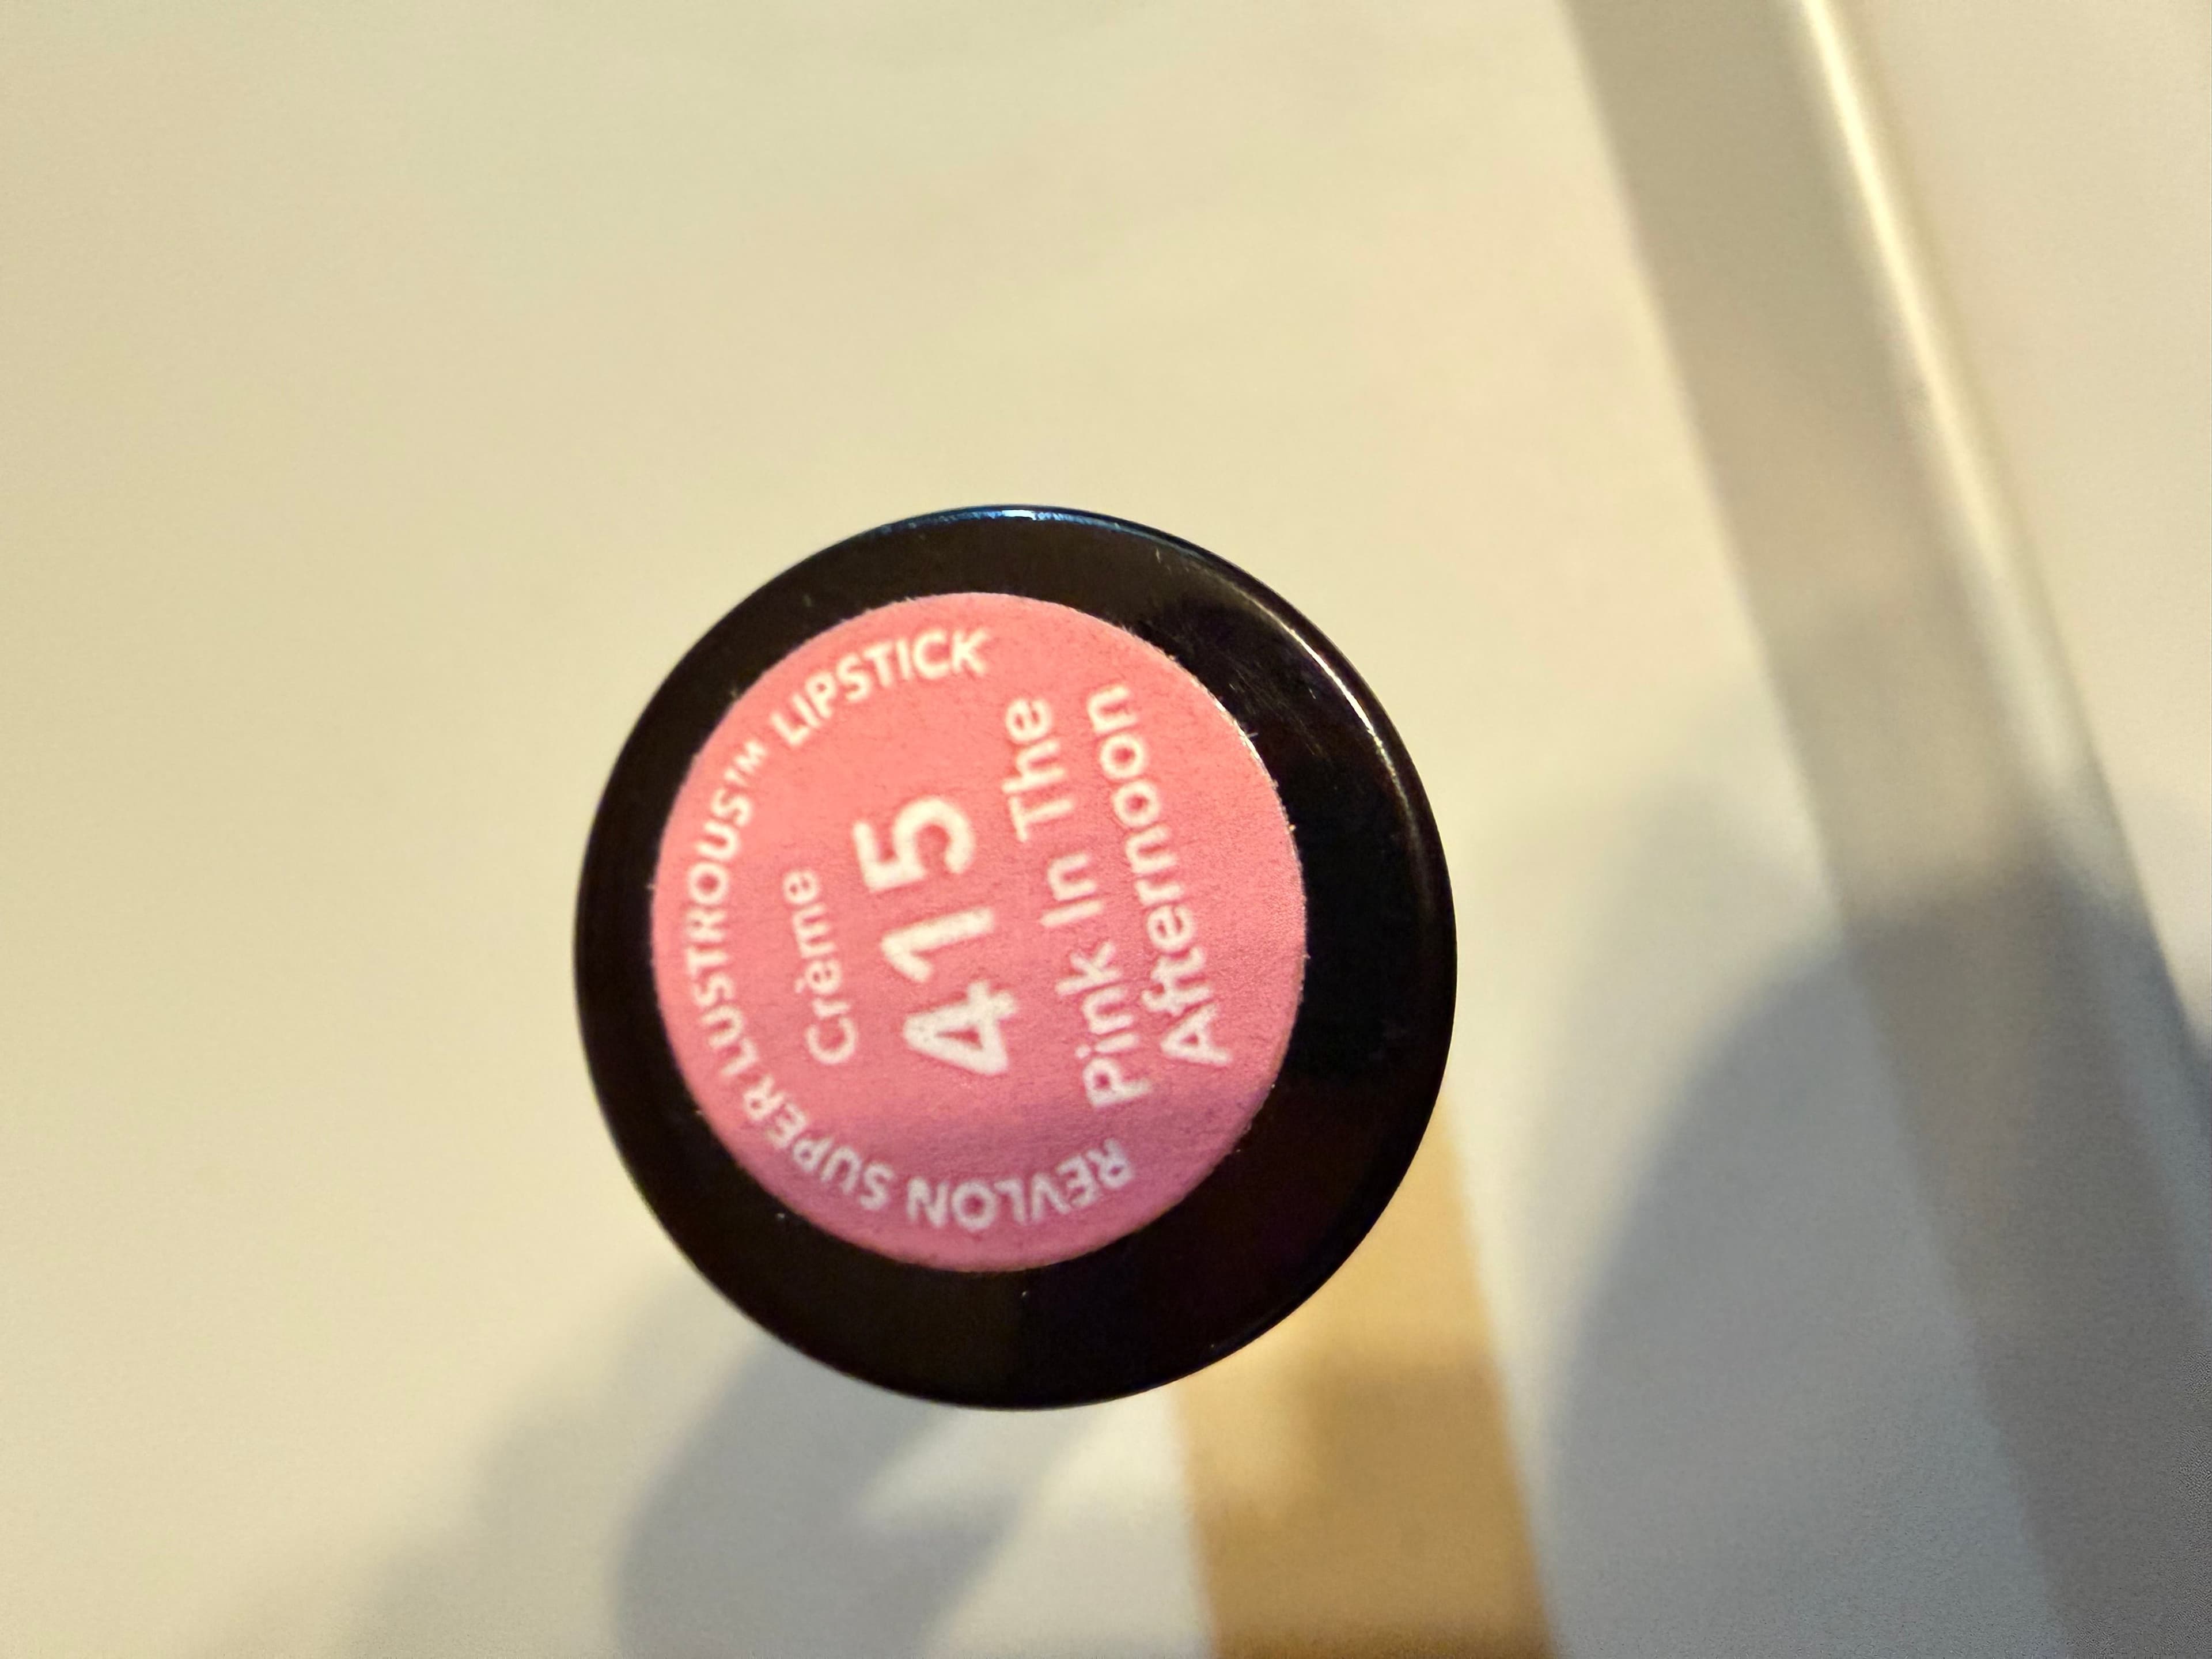 REVLON SUPER LUSTROUS™ LIPSTICK
Crème
415
Pink In The
Afternoon